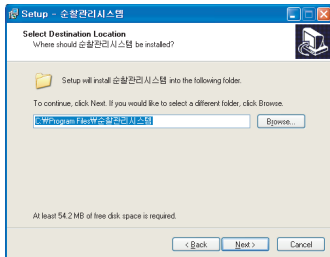 Setup - 순찰관리시스템
Select Destination Location
Where should 순찰관리시스템 be installed?
Setup will install 순찰관리시스템 into the following folder.
To continue, click Next. If you would like to select a different folder, click Browse.
C:₩Program Files₩순찰관리시스템
Browse...
At least 54.2 MB of free disk space is required.
< Back
Next >
Cancel